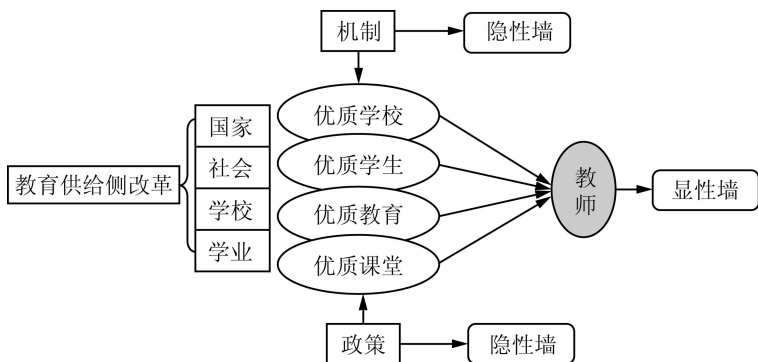 机制
隐性墙
优质学校
国家
社会
优质学生
教育供给侧改革
学校
优质教育
学业
优质课堂
教
师
显性墙
政策
隐性墙